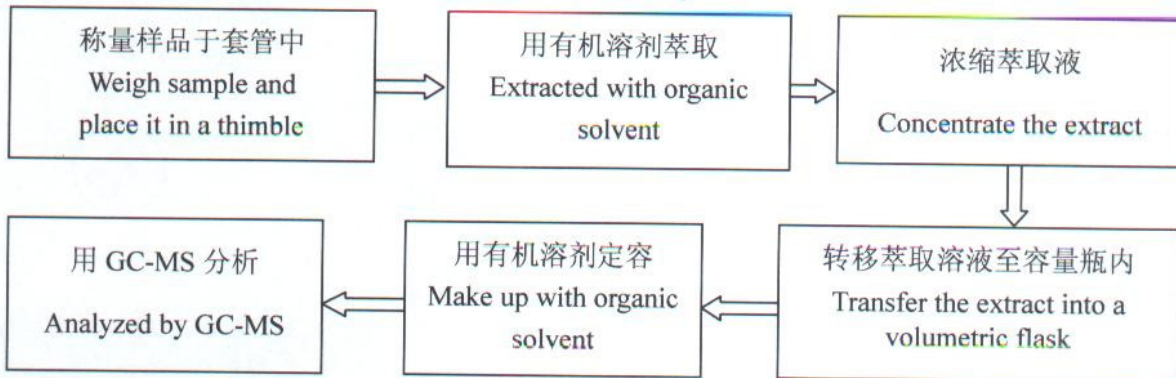 称量样品于套管中
Weigh sample and
place it in a thimble
用有机溶剂萃取
Extracted with organic
solvent
浓缩萃取液
Concentrate the extract
转移萃取溶液至容量瓶内
Transfer the extract into a
volumetric flask
用有机溶剂定容
Make up with organic
solvent
用 GC-MS 分析
Analyzed by GC-MS